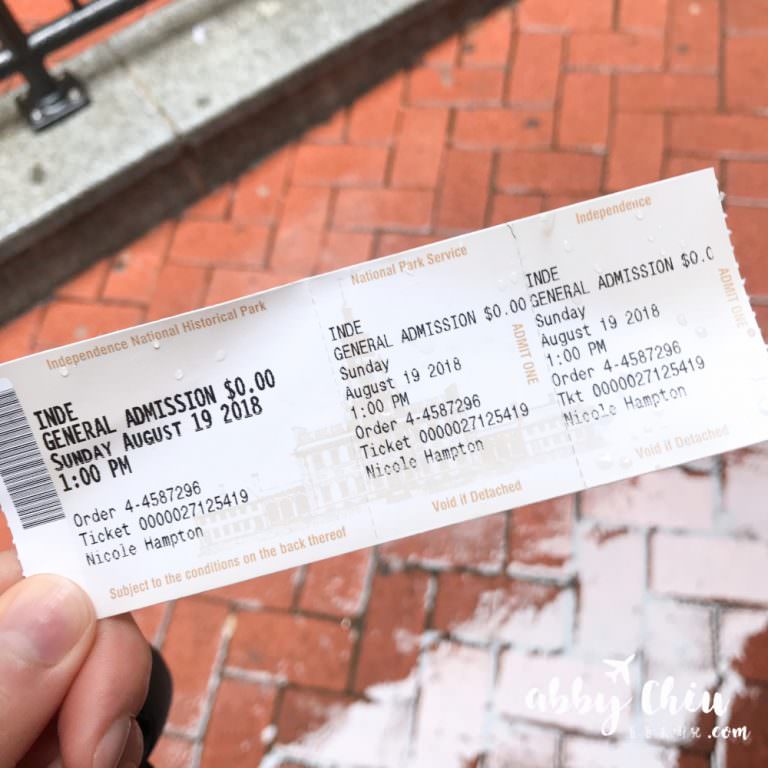 Independence National Historical Park
INDE
GENERAL ADMISSION $0.00
SUNDAY AUGUST 19 2018
1:00 PM
Order 4-4587296
Ticket 0000027125419
Nicole Hampton
Subject to the conditions on the back thereof
National Park Service
INDE
GENERAL ADMISSION $0.00
Sunday
August 19 2018
1:00 PM
Order 4-4587296
Ticket 0000027125419
Nicole Hampton
ADMIT ONE
Void if Detached
Independence
INDE
GENERAL ADMISSION $0.0
Sunday
August 19 2018
1:00 PM
Order 4-4587296
Tkt 0000027125419
Nicole Hampton
ADMIT ONE
Void if Detached
abby Chiu
.com